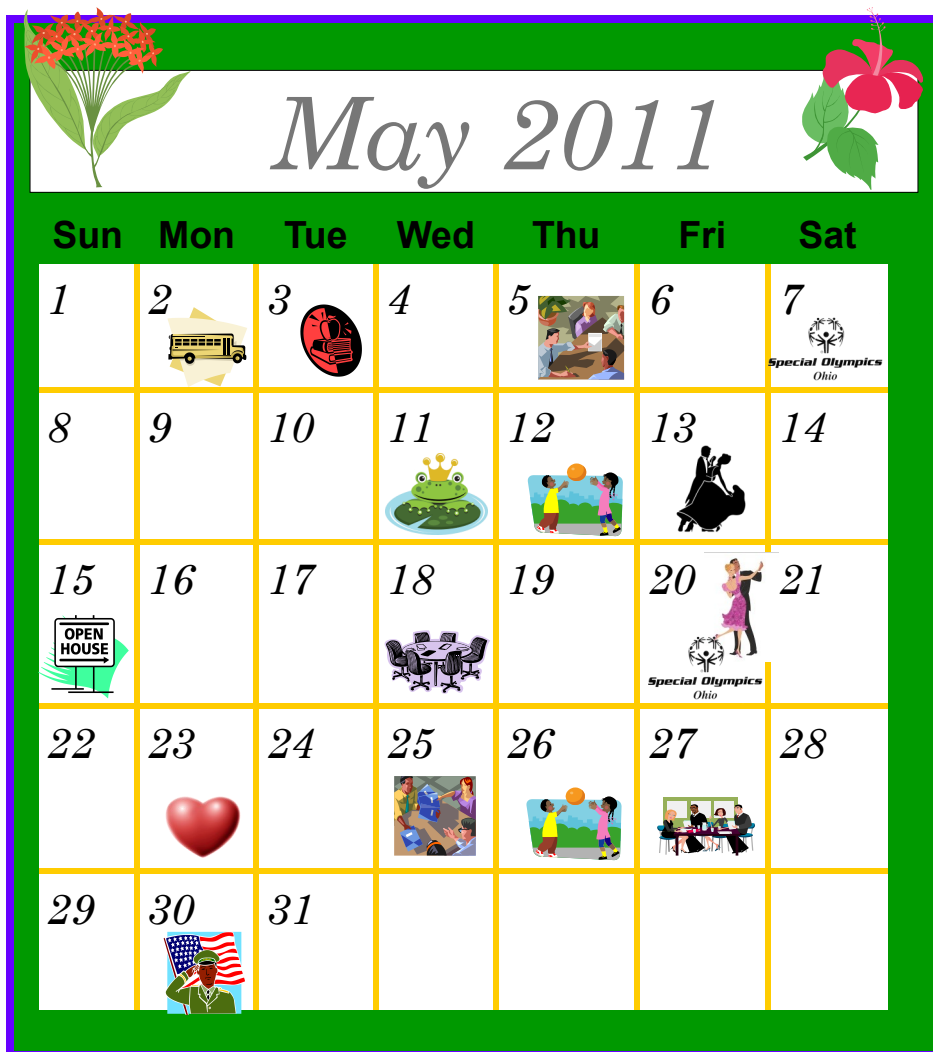 May 2011
Sun Mon Tue Wed Thu Fri Sat
1 2 3 4 5 6 7
Special Olympics
Ohio
8 9 10 11 12 13 14
15 16 17 18 19 20 21
OPEN
HOUSE
Special Olympics
Ohio
22 23 24 25 26 27 28
29 30 31